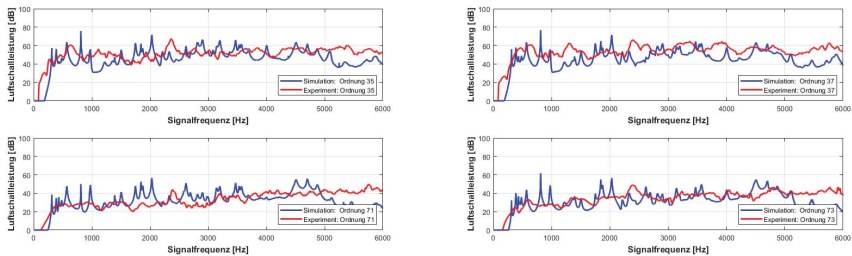 100
80
60
40
20
0
Luftschallleistung [dB]
Simulation: Ordnung 35
Experiment: Ordnung 35
0 1000 2000 3000 4000 5000 6000
Signalfrequenz [Hz]
100
80
60
40
20
0
Luftschallleistung [dB]
Simulation: Ordnung 37
Experiment: Ordnung 37
0 1000 2000 3000 4000 5000 6000
Signalfrequenz [Hz]
100
80
60
40
20
0
Luftschallleistung [dB]
Simulation: Ordnung 71
Experiment: Ordnung 71
0 1000 2000 3000 4000 5000 6000
Signalfrequenz [Hz]
100
80
60
40
20
0
Luftschallleistung [dB]
Simulation: Ordnung 73
Experiment: Ordnung 73
0 1000 2000 3000 4000 5000 6000
Signalfrequenz [Hz]